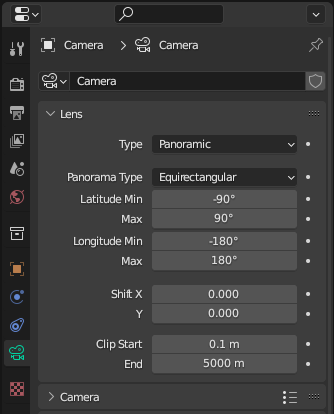 Camera > Camera
Camera
Lens
Type Panoramic
Panorama Type Equirectangular
Latitude Min -90°
Max 90°
Longitude Min -180°
Max 180°
Shift X 0.000
Y 0.000
Clip Start 0.1 m
End 5000 m
Camera